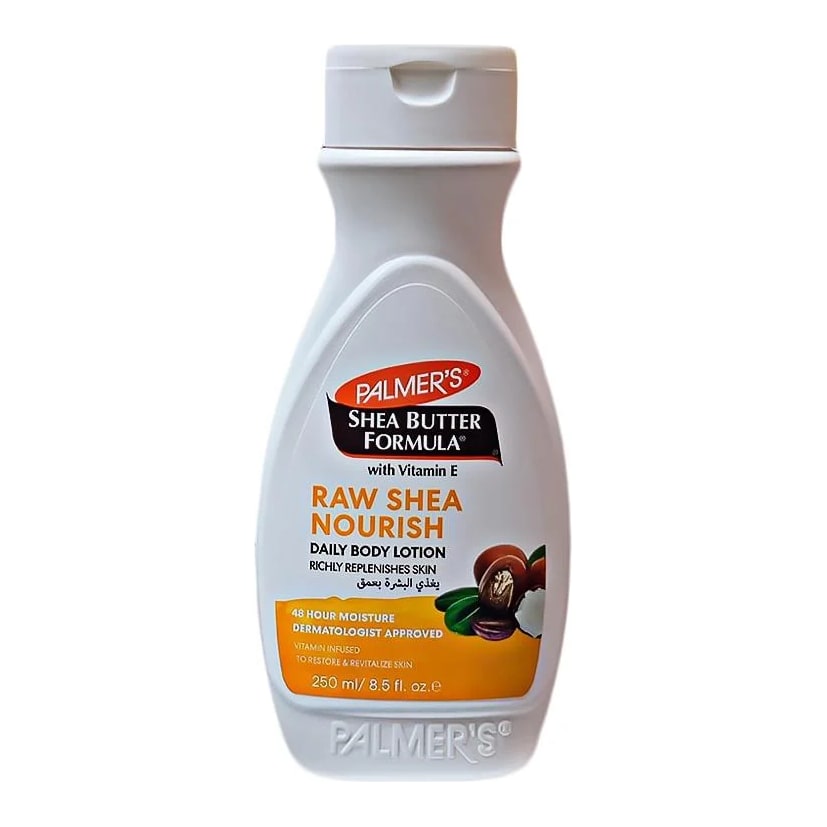 PALMER'S®
SHEA BUTTER
FORMULA®
with Vitamin E
RAW SHEA
NOURISH
DAILY BODY LOTION
RICHLY REPLENISHES SKIN
يغذي البشرة بعمق
48 HOUR MOISTURE
DERMATOLOGIST APPROVED
VITAMIN INFUSED
TO RESTORE & REVITALIZE SKIN
250 ml/ 8.5 fl. oz.℮
PALMER'S®